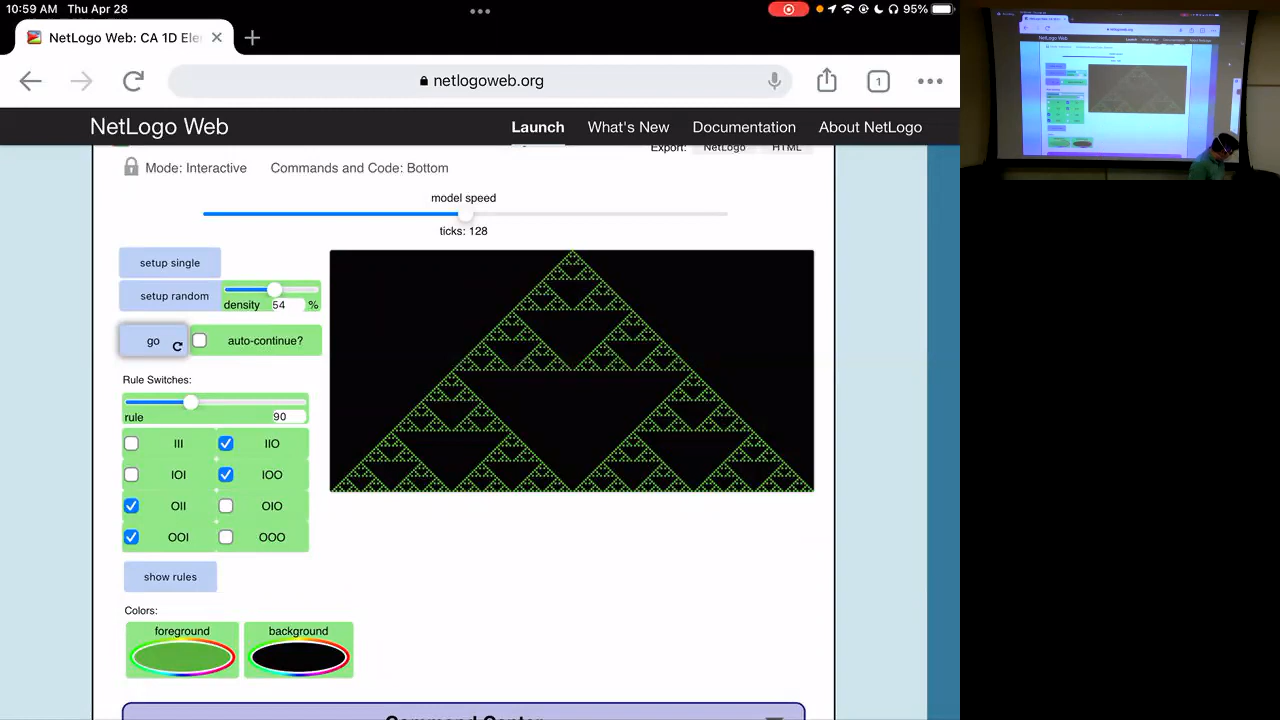 10:59 AM Thu Apr 28
95%
NetLogo Web: CA 1D Ele
netlogoweb.org
1
NetLogo Web
Launch
What's New
Documentation
About NetLogo
Export:
NetLogo
HTML
Mode: Interactive
Commands and Code: Bottom
model speed
ticks: 128
setup single
setup random
density 54 %
go
auto-continue?
Rule Switches:
rule 90
III
IIO
IOI
IOO
OII
OIO
OOI
OOO
show rules
Colors:
foreground
background
Command Center